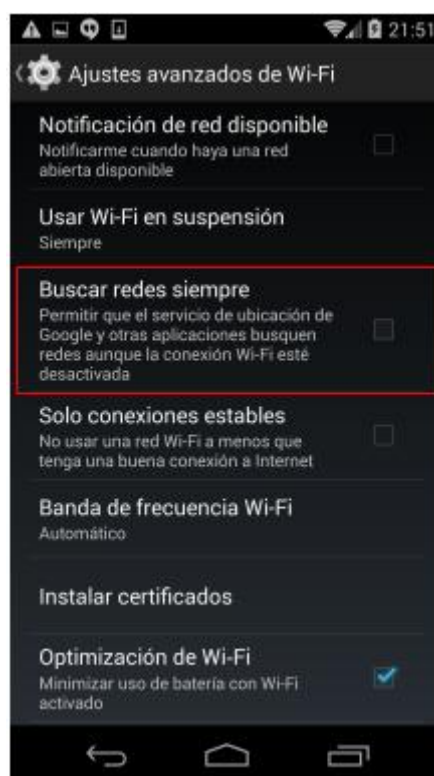 21:51
Ajustes avanzados de Wi-Fi
Notificación de red disponible
Notificarme cuando haya una red
abierta disponible
Usar Wi-Fi en suspensión
Siempre
Buscar redes siempre
Permitir que el servicio de ubicación de
Google y otras aplicaciones busquen
redes aunque la conexión Wi-Fi esté
desactivada
Solo conexiones estables
No usar una red Wi-Fi a menos que
tenga una buena conexión a Internet
Banda de frecuencia Wi-Fi
Automático
Instalar certificados
Optimización de Wi-Fi
Minimizar uso de batería con Wi-Fi
activado